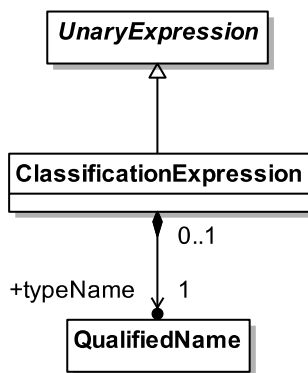 UnaryExpression
ClassificationExpression
0..1
+typeName 1
QualifiedName